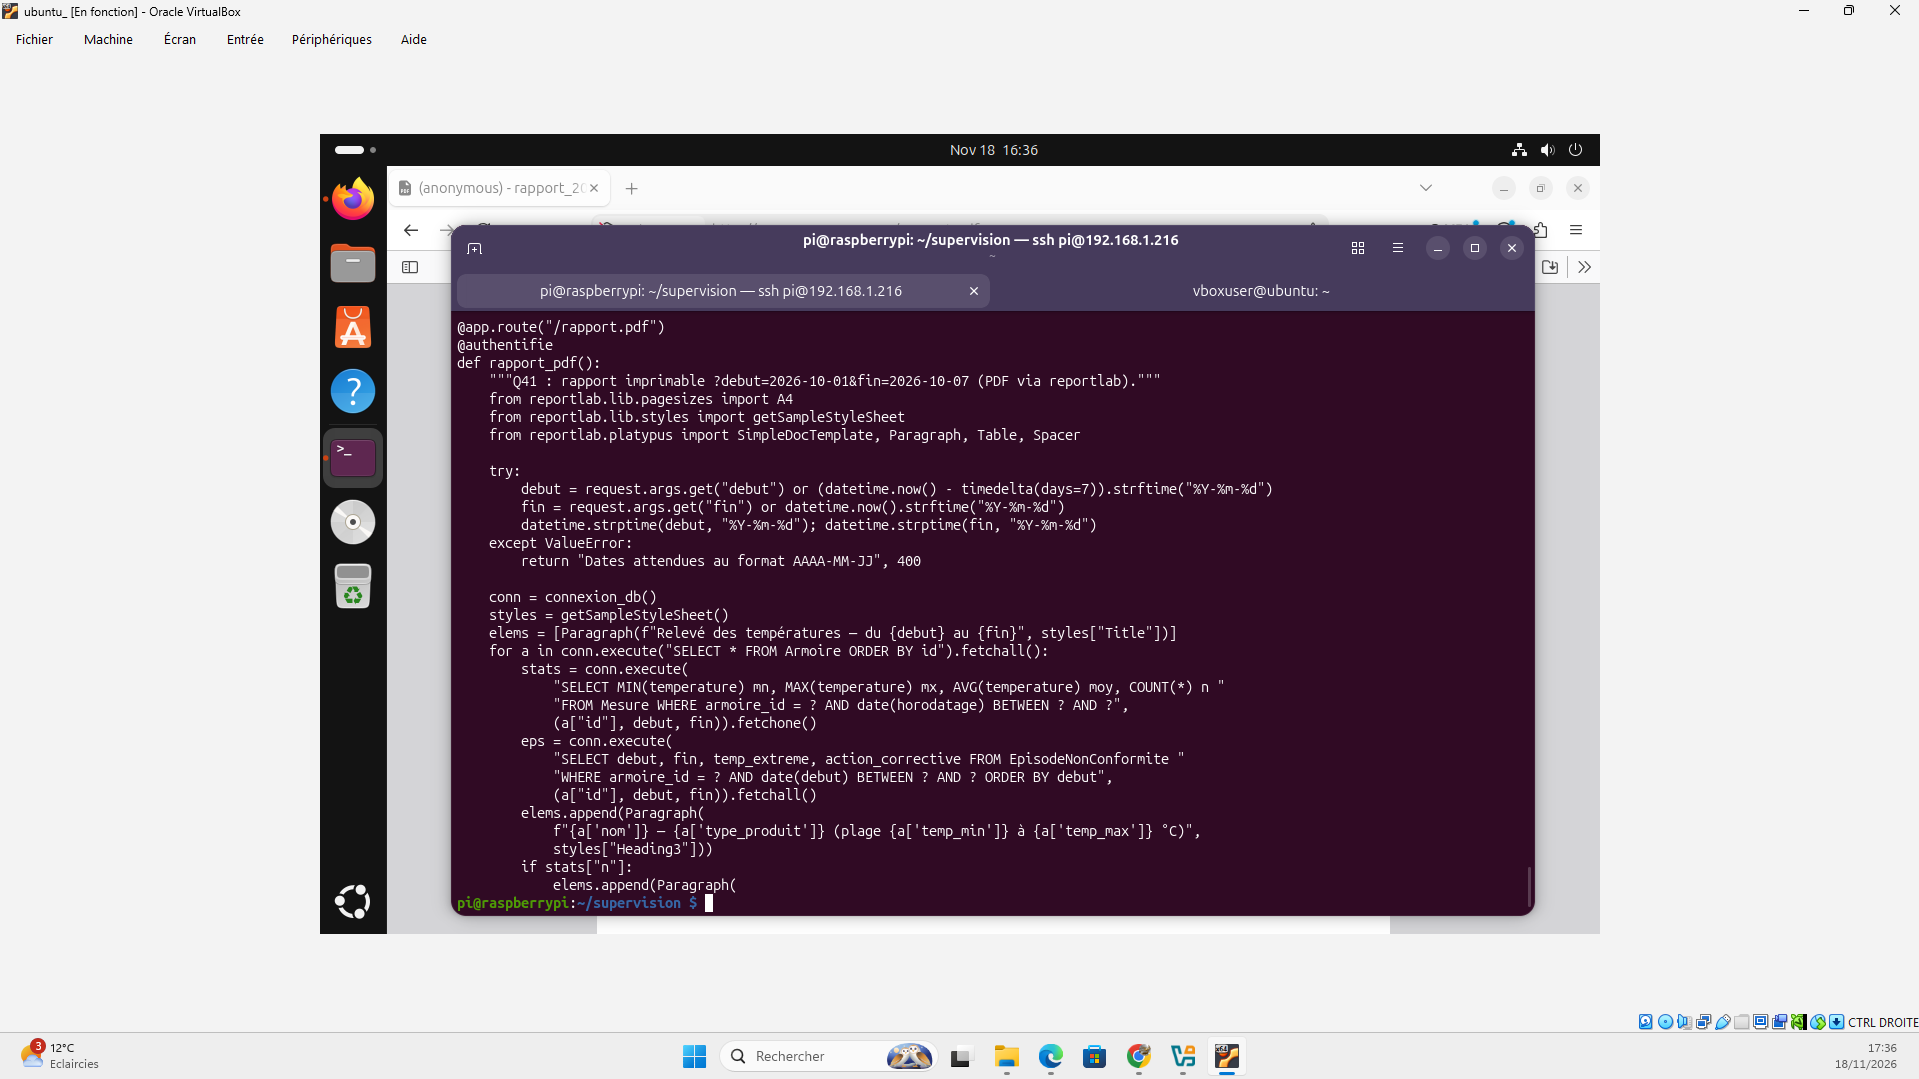 ubuntu_ [En fonction] - Oracle VirtualBox
Fichier Machine Écran Entrée Périphériques Aide
Nov 18 16:36
(anonymous) - rapport_20
pi@raspberrypi: ~/supervision — ssh pi@192.168.1.216
~
pi@raspberrypi: ~/supervision — ssh pi@192.168.1.216
vboxuser@ubuntu: ~
@app.route("/rapport.pdf")
@authentifie
def rapport_pdf():
    """Q41 : rapport imprimable ?debut=2026-10-01&fin=2026-10-07 (PDF via reportlab)."""
    from reportlab.lib.pagesizes import A4
    from reportlab.lib.styles import getSampleStyleSheet
    from reportlab.platypus import SimpleDocTemplate, Paragraph, Table, Spacer
    try:
        debut = request.args.get("debut") or (datetime.now() - timedelta(days=7)).strftime("%Y-%m-%d")
        fin = request.args.get("fin") or datetime.now().strftime("%Y-%m-%d")
        datetime.strptime(debut, "%Y-%m-%d"); datetime.strptime(fin, "%Y-%m-%d")
    except ValueError:
        return "Dates attendues au format AAAA-MM-JJ", 400
    conn = connexion_db()
    styles = getSampleStyleSheet()
    elems = [Paragraph(f"Relevé des températures — du {debut} au {fin}", styles["Title"])]
    for a in conn.execute("SELECT * FROM Armoire ORDER BY id").fetchall():
        stats = conn.execute(
            "SELECT MIN(temperature) mn, MAX(temperature) mx, AVG(temperature) moy, COUNT(*) n "
            "FROM Mesure WHERE armoire_id = ? AND date(horodatage) BETWEEN ? AND ?",
            (a["id"], debut, fin)).fetchone()
        eps = conn.execute(
            "SELECT debut, fin, temp_extreme, action_corrective FROM EpisodeNonConformite "
            "WHERE armoire_id = ? AND date(debut) BETWEEN ? AND ? ORDER BY debut",
            (a["id"], debut, fin)).fetchall()
        elems.append(Paragraph(
            f"{a['nom']} — {a['type_produit']} (plage {a['temp_min']} à {a['temp_max']} °C)",
            styles["Heading3"]))
        if stats["n"]:
            elems.append(Paragraph(
pi@raspberrypi:~/supervision $
CTRL DROITE
3
12°C
Eclaircies
Rechercher
17:36
18/11/2026